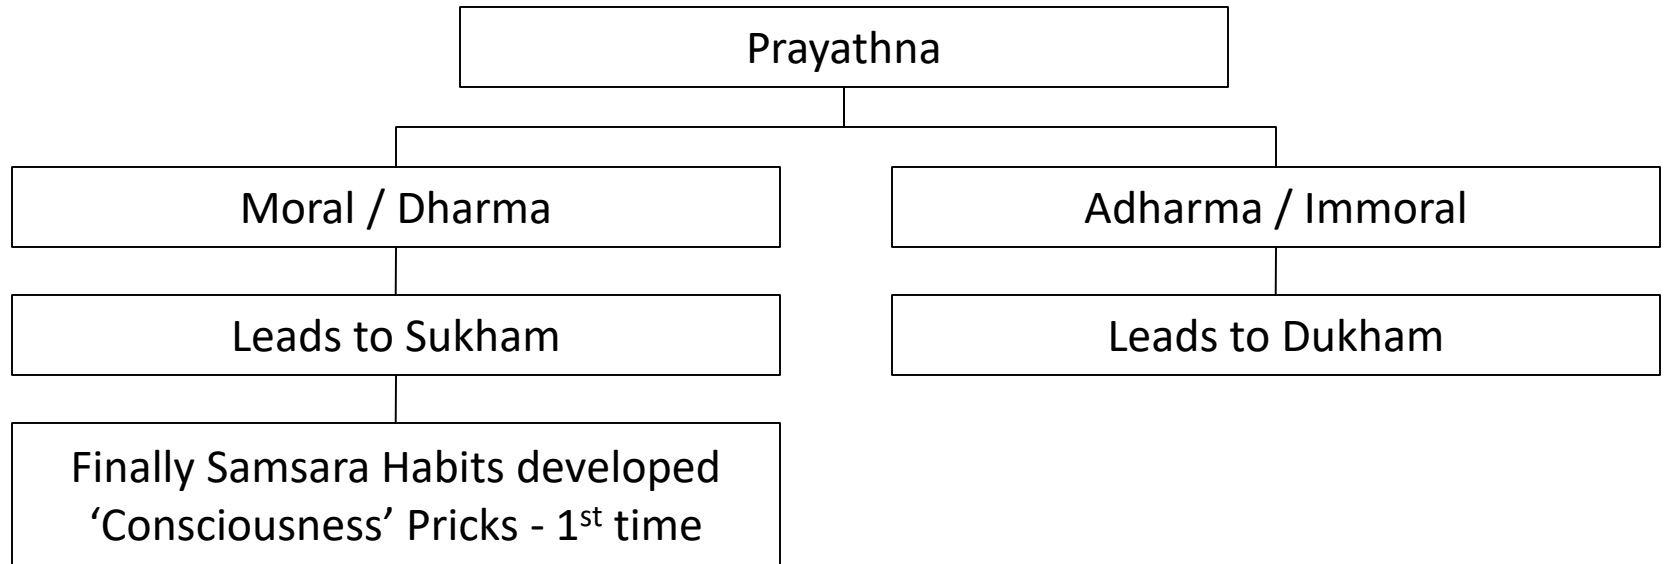 Prayathna
Moral / Dharma
Adharma / Immoral
Leads to Sukham
Leads to Dukham
Finally Samsara Habits developed
‘Consciousness’ Pricks - 1st time